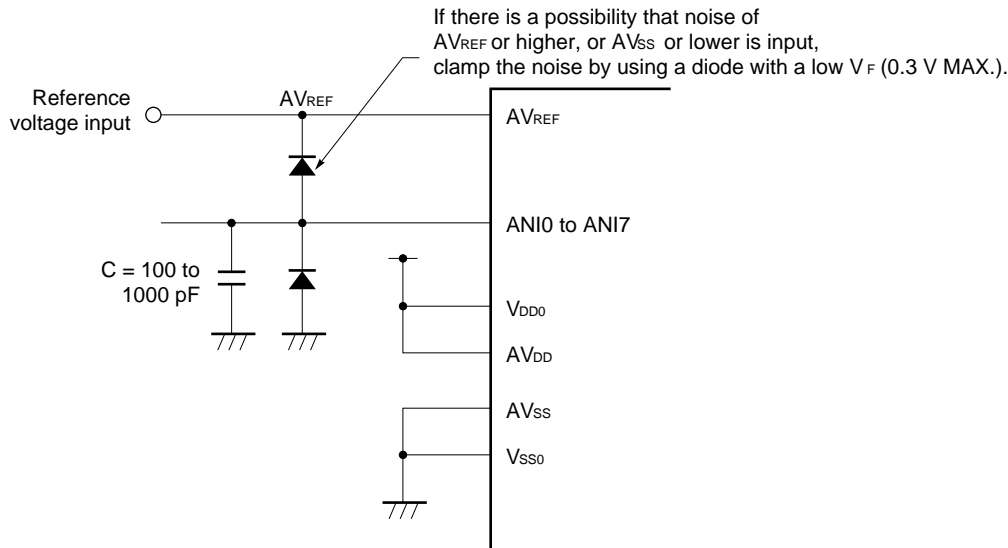 If there is a possibility that noise of
AVREF or higher, or AVSS or lower is input,
clamp the noise by using a diode with a low VF (0.3 V MAX.).
Reference
voltage input
AVREF
AVREF
ANI0 to ANI7
C = 100 to
1000 pF
VDD0
AVDD
AVSS
VSS0